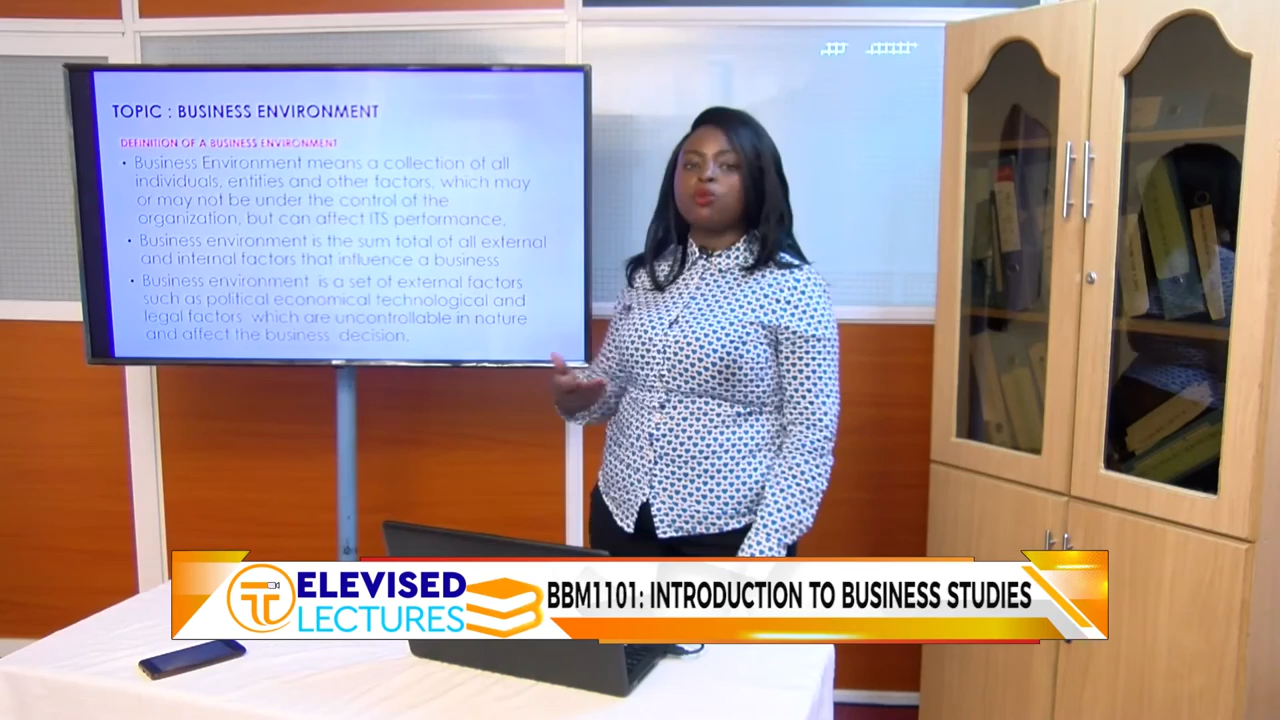 TOPIC : BUSINESS ENVIRONMENT
DEFINITION OF A BUSINESS ENVIRONMENT
• Business Environment means a collection of all
individuals, entities and other factors, which may
or may not be under the control of the
organization, but can affect ITS performance.
• Business environment is the sum total of all external
and internal factors that influence a business
• Business environment is a set of external factors
such as political economical technological and
legal factors which are uncontrollable in nature
and affect the business decision.
TELEVISED
LECTURES
BBM1101: INTRODUCTION TO BUSINESS STUDIES